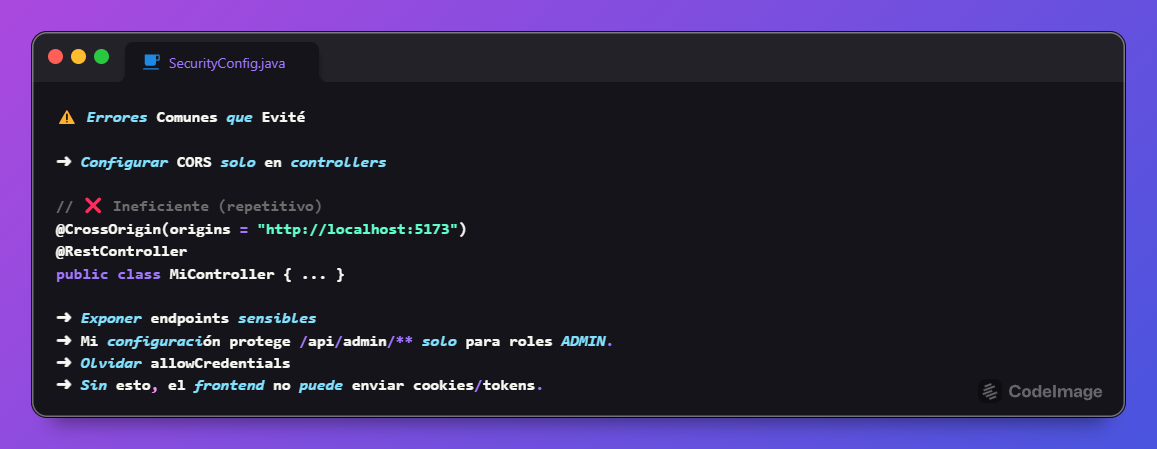 SecurityConfig.java
⚠️ Errores Comunes que Evité
➜ Configurar CORS solo en controllers
// ❌ Ineficiente (repetitivo)
@CrossOrigin(origins = "http://localhost:5173")
@RestController
public class MiController { ... }
➜ Exponer endpoints sensibles
➜ Mi configuración protege /api/admin/** solo para roles ADMIN.
➜ Olvidar allowCredentials
➜ Sin esto, el frontend no puede enviar cookies/tokens.
CodeImage